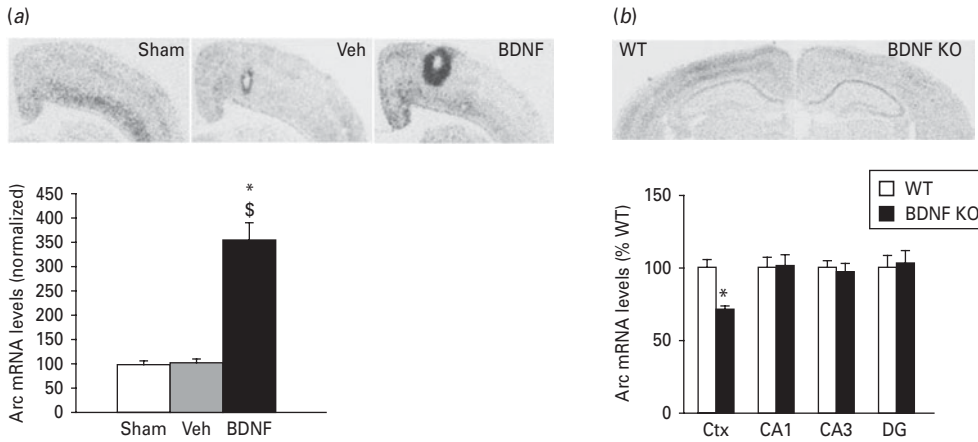 (a)
Sham
Veh
BDNF
Arc mRNA levels (normalized)
450
400
350
300
250
200
150
100
50
0
*
$
Sham Veh BDNF
(b)
WT
BDNF KO
WT
BDNF KO
Arc mRNA levels (% WT)
150
100
50
0
*
Ctx CA1 CA3 DG